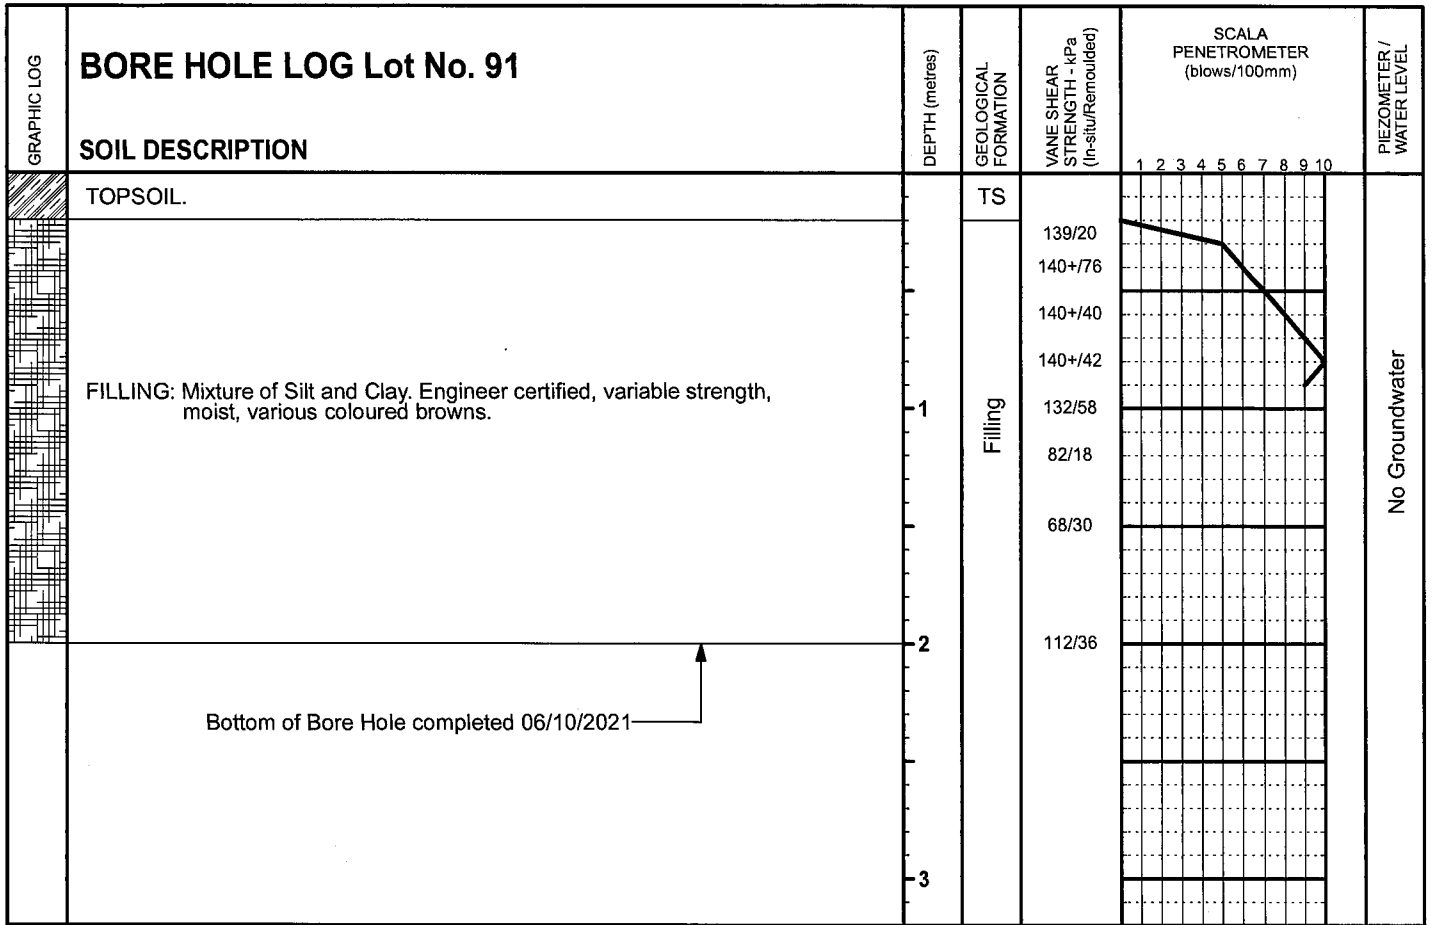 GRAPHIC LOG
BORE HOLE LOG Lot No. 91
SOIL DESCRIPTION
DEPTH (metres)
GEOLOGICAL
FORMATION
VANE SHEAR
STRENGTH - kPa
(In-situ/Remoulded)
SCALA
PENETROMETER
(blows/100mm)
1 2 3 4 5 6 7 8 9 10
PIEZOMETER /
WATER LEVEL
TOPSOIL.
TS
139/20
140+/76
140+/40
140+/42
FILLING: Mixture of Silt and Clay. Engineer certified, variable strength,
moist, various coloured browns.
1
Filling
132/58
82/18
68/30
No Groundwater
2
112/36
Bottom of Bore Hole completed 06/10/2021
3